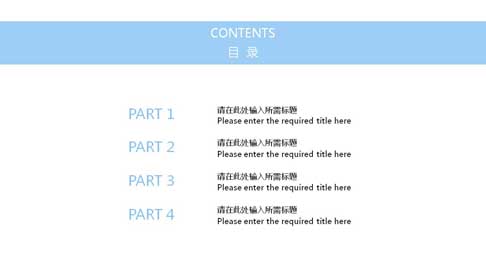 CONTENTS
目 录
PART 1
请在此处输入所需标题
Please enter the required title here
PART 2
请在此处输入所需标题
Please enter the required title here
PART 3
请在此处输入所需标题
Please enter the required title here
PART 4
请在此处输入所需标题
Please enter the required title here